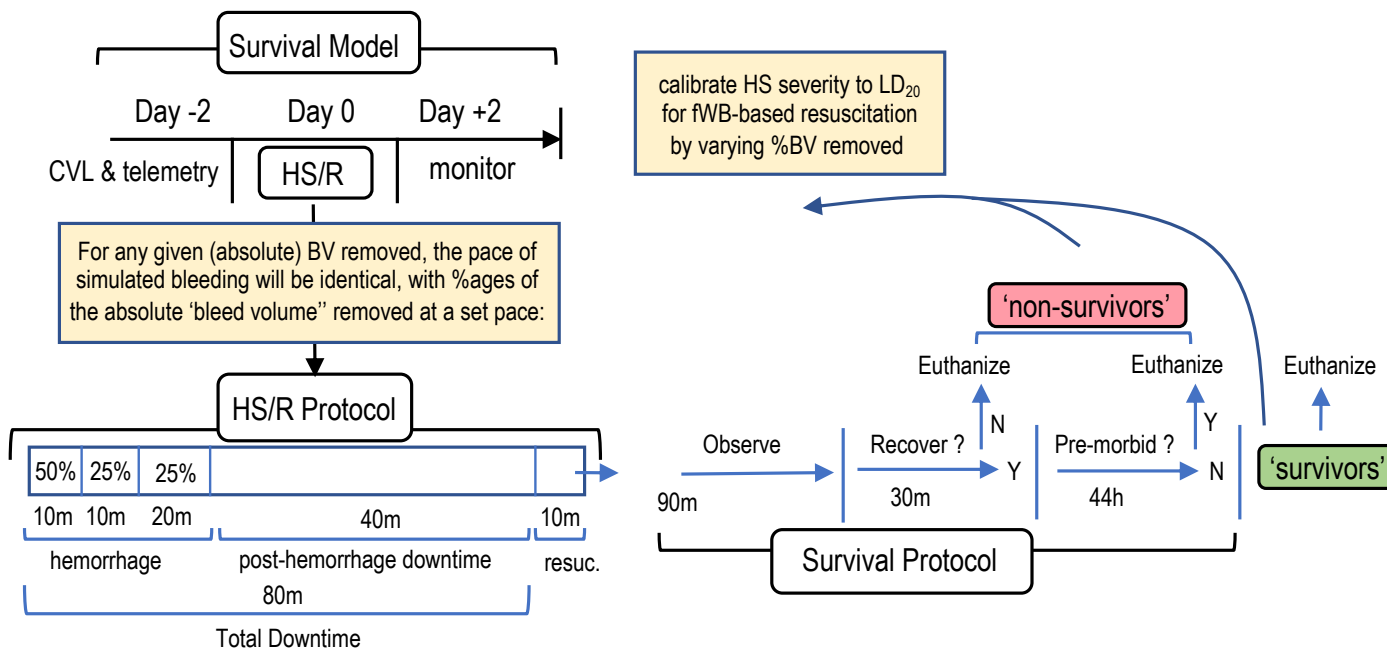 Survival Model
Day -2
Day 0
Day +2
CVL & telemetry
HS/R
monitor
For any given (absolute) BV removed, the pace of
simulated bleeding will be identical, with %ages of
the absolute ‘bleed volume’’ removed at a set pace:
HS/R Protocol
50%
25%
25%
10m
10m
20m
40m
10m
hemorrhage
post-hemorrhage downtime
resuc.
80m
Total Downtime
calibrate HS severity to LD₂₀
for fWB-based resuscitation
by varying %BV removed
‘non-survivors’
Euthanize
Euthanize
Euthanize
N
Y
Observe
Recover ?
Y
Pre-morbid ?
N
‘survivors’
90m
30m
44h
Survival Protocol